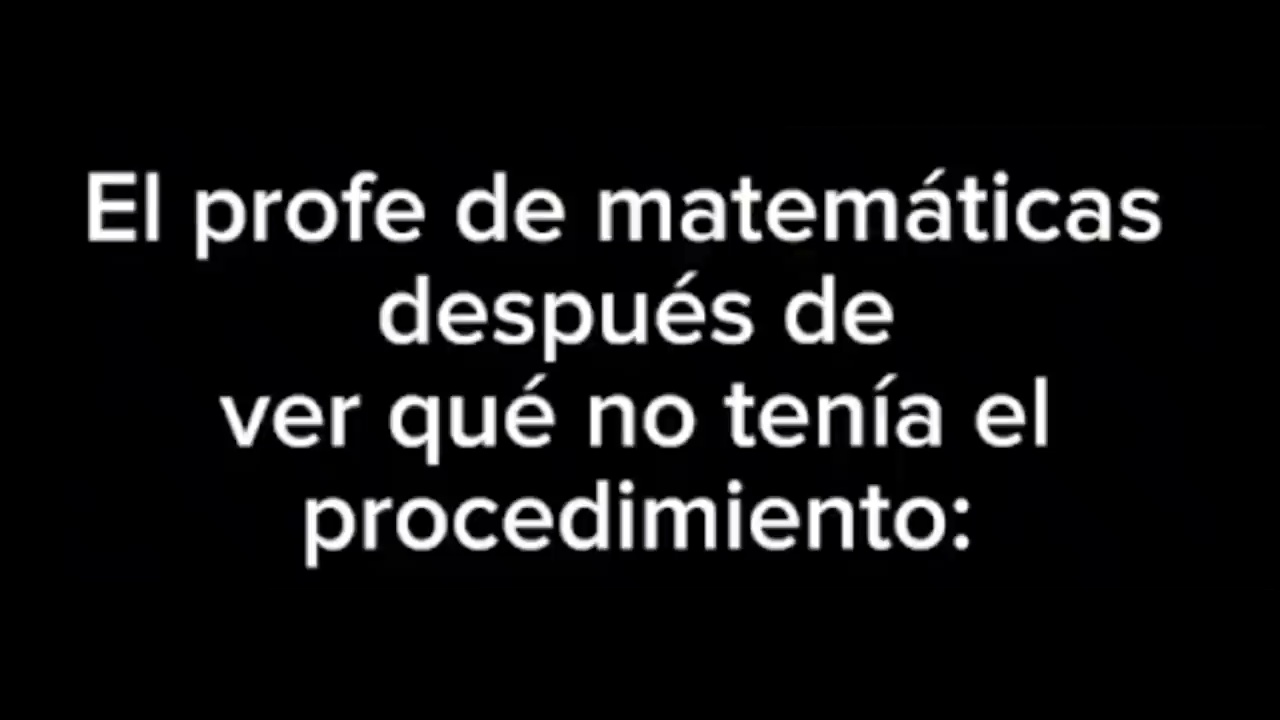 El profe de matemáticas
después de
ver qué no tenía el
procedimiento: